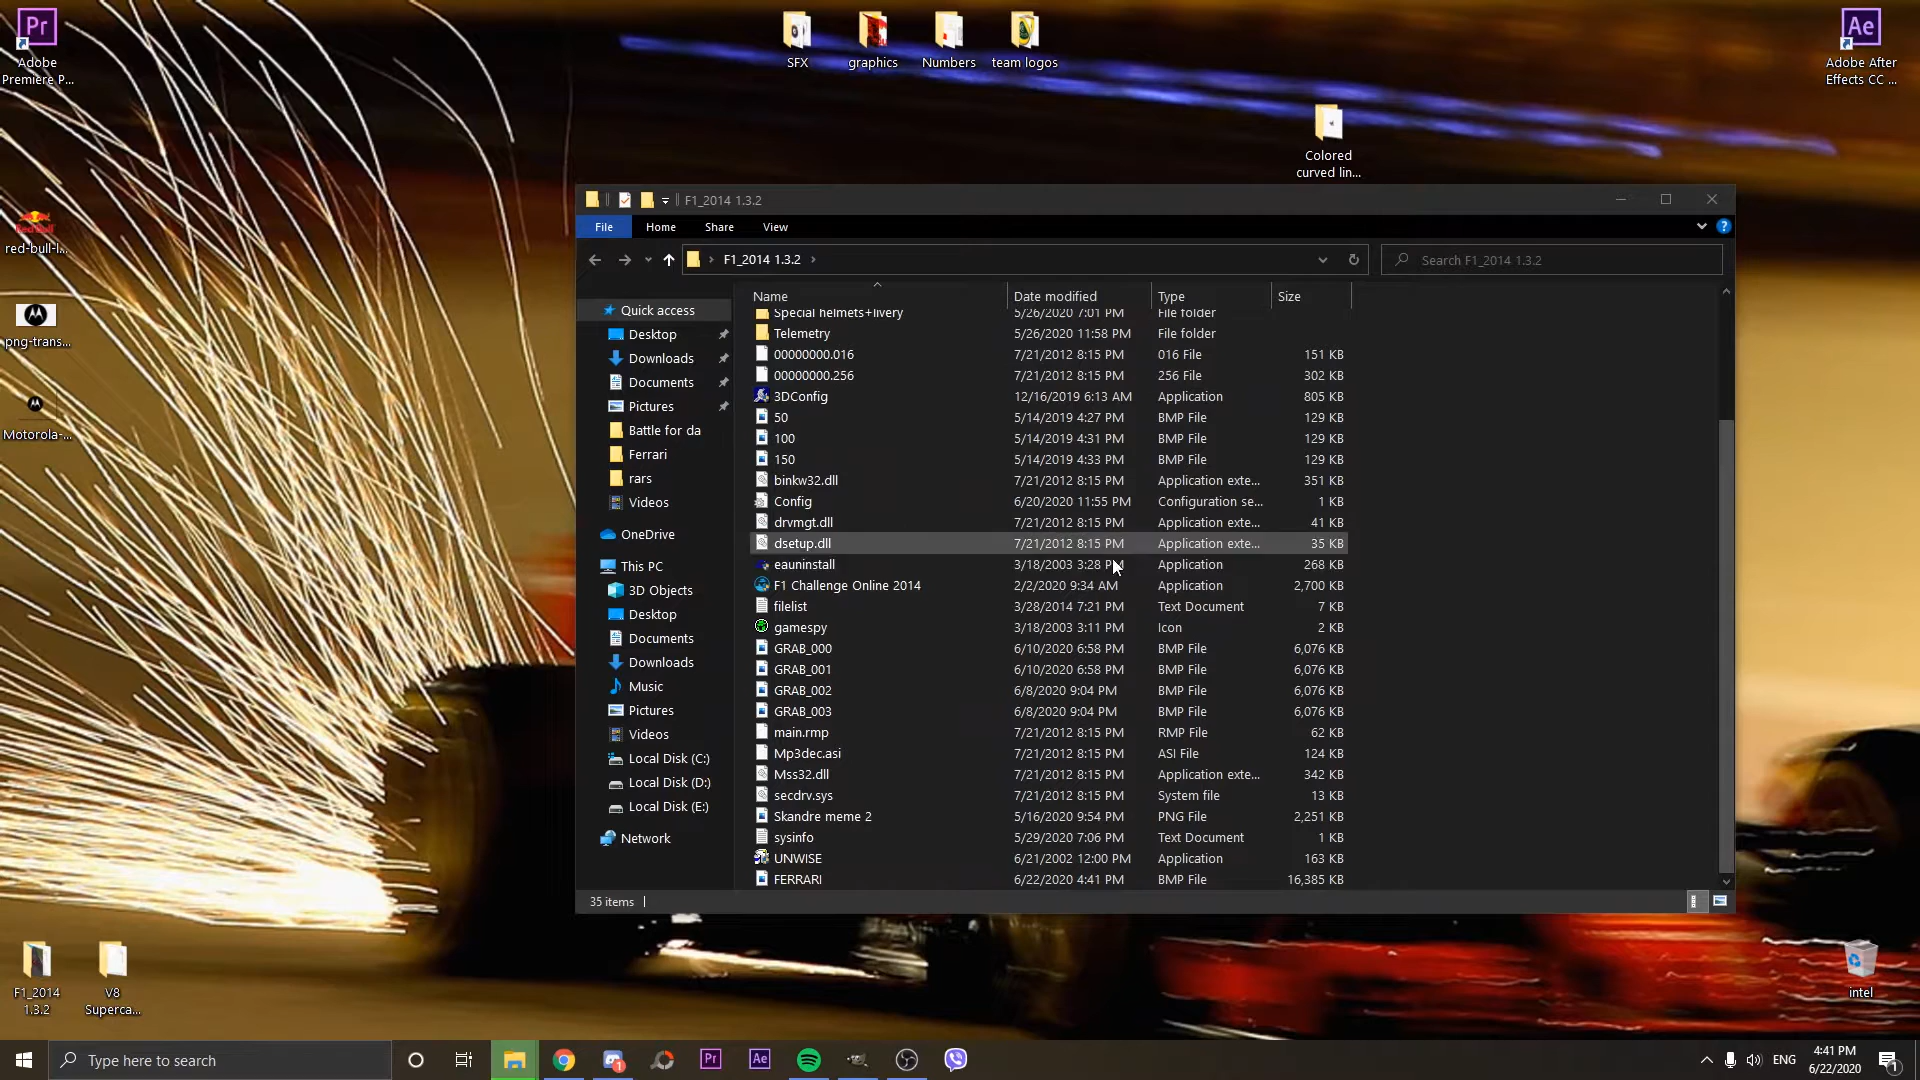 Adobe
Premiere P...
SFX
graphics
Numbers
team logos
Adobe After
Effects CC ...
Colored
curved lin...
red-bull-l...
png-trans...
Motorola-...
F1_2014
1.3.2
V8
Superca...
intel
F1_2014 1.3.2
File
Home
Share
View
F1_2014 1.3.2
Search F1_2014 1.3.2
Quick access
Desktop
Downloads
Documents
Pictures
Battle for da
Ferrari
rars
Videos
OneDrive
This PC
3D Objects
Desktop
Documents
Downloads
Music
Pictures
Videos
Local Disk (C:)
Local Disk (D:)
Local Disk (E:)
Network
Name Date modified Type Size
Special helmets+livery 5/26/2020 7:01 PM File folder
Telemetry 5/26/2020 11:58 PM File folder
00000000.016 7/21/2012 8:15 PM 016 File 151 KB
00000000.256 7/21/2012 8:15 PM 256 File 302 KB
3DConfig 12/16/2019 6:13 AM Application 805 KB
50 5/14/2019 4:27 PM BMP File 129 KB
100 5/14/2019 4:31 PM BMP File 129 KB
150 5/14/2019 4:33 PM BMP File 129 KB
binkw32.dll 7/21/2012 8:15 PM Application exte... 351 KB
Config 6/20/2020 11:55 PM Configuration se... 1 KB
drvmgt.dll 7/21/2012 8:15 PM Application exte... 41 KB
dsetup.dll 7/21/2012 8:15 PM Application exte... 35 KB
eauninstall 3/18/2003 3:28 PM Application 268 KB
F1 Challenge Online 2014 2/2/2020 9:34 AM Application 2,700 KB
filelist 3/28/2014 7:21 PM Text Document 7 KB
gamespy 3/18/2003 3:11 PM Icon 2 KB
GRAB_000 6/10/2020 6:58 PM BMP File 6,076 KB
GRAB_001 6/10/2020 6:58 PM BMP File 6,076 KB
GRAB_002 6/8/2020 9:04 PM BMP File 6,076 KB
GRAB_003 6/8/2020 9:04 PM BMP File 6,076 KB
main.rmp 7/21/2012 8:15 PM RMP File 62 KB
Mp3dec.asi 7/21/2012 8:15 PM ASI File 124 KB
Mss32.dll 7/21/2012 8:15 PM Application exte... 342 KB
secdrv.sys 7/21/2012 8:15 PM System file 13 KB
Skandre meme 2 5/16/2020 9:54 PM PNG File 2,251 KB
sysinfo 5/29/2020 7:06 PM Text Document 1 KB
UNWISE 6/21/2002 12:00 PM Application 163 KB
FERRARI 6/22/2020 4:41 PM BMP File 16,385 KB
35 items
Type here to search
ENG
4:41 PM
6/22/2020